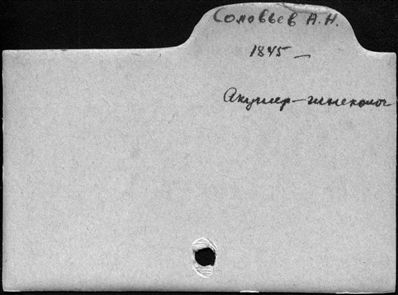 Соловьев А.Н.
1845 —
Акушер-гинеколог